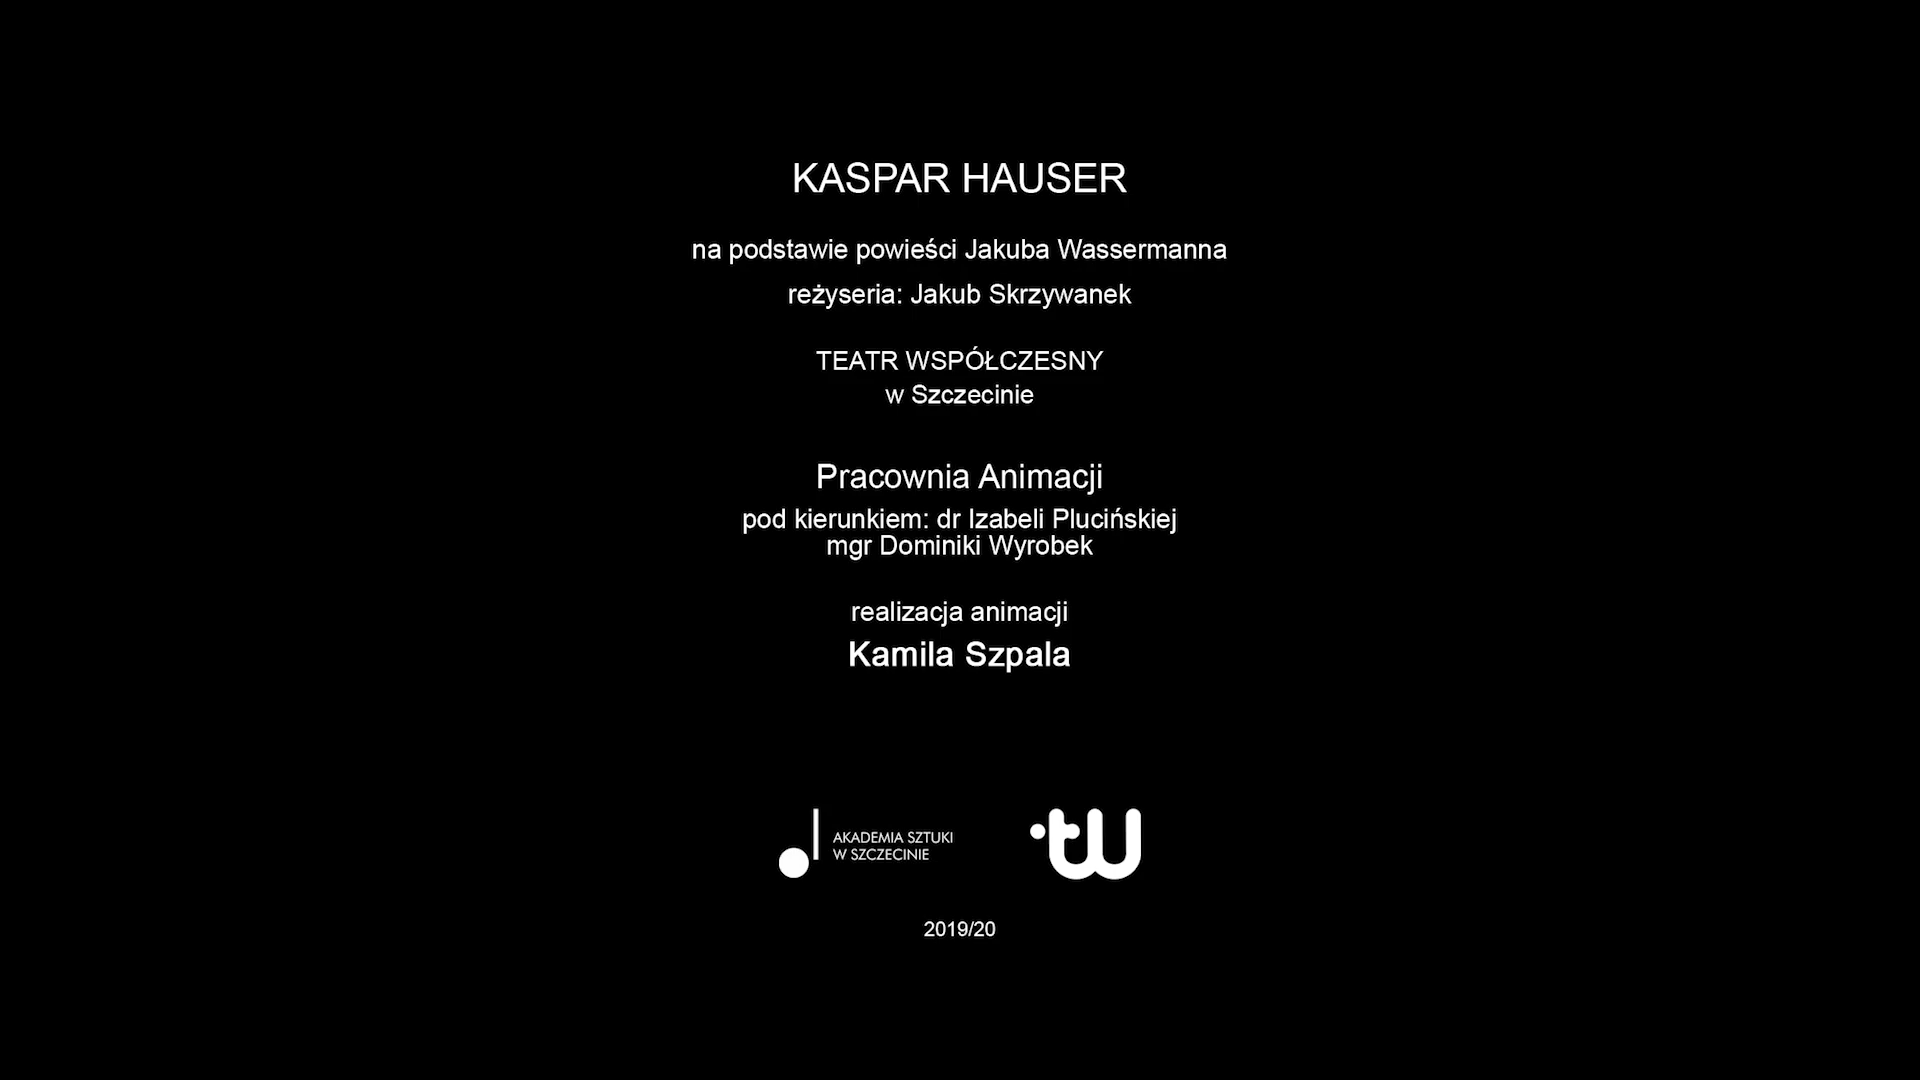 KASPAR HAUSER
na podstawie powieści Jakuba Wassermanna
reżyseria: Jakub Skrzywanek
TEATR WSPÓŁCZESNY
w Szczecinie
Pracownia Animacji
pod kierunkiem: dr Izabeli Plucińskiej
mgr Dominiki Wyrobek
realizacja animacji
Kamila Szpala
AKADEMIA SZTUKI
W SZCZECINIE
tw
2019/20